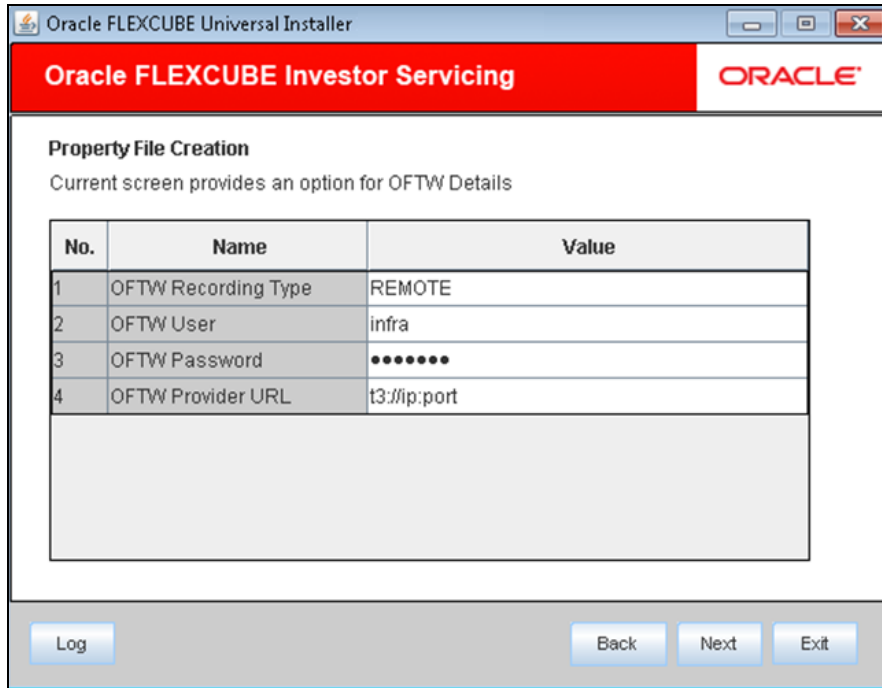 Oracle FLEXCUBE Universal Installer
Oracle FLEXCUBE Investor Servicing ORACLE
Property File Creation
Current screen provides an option for OFTW Details
No. Name Value
1 OFTW Recording Type REMOTE
2 OFTW User infra
3 OFTW Password •••••••
4 OFTW Provider URL t3://ip:port
Log Back Next Exit